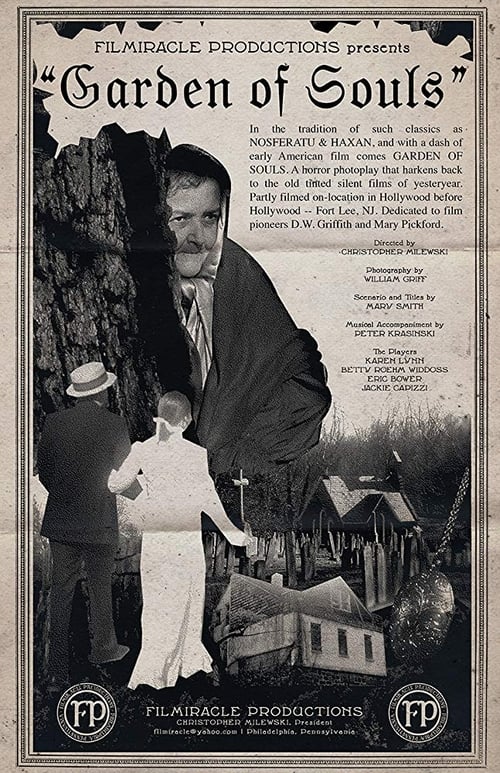 FILMIRACLE PRODUCTIONS presents
"Garden of Souls"
In the tradition of such classics as
NOSFERATU & HAXAN, and with a dash of
early American film comes GARDEN OF
SOULS. A horror photoplay that harkens back
to the old tinted silent films of yesteryear.
Partly filmed on-location in Hollywood before
Hollywood -- Fort Lee, NJ. Dedicated to film
pioneers D.W. Griffith and Mary Pickford.
Directed by
CHRISTOPHER MILEWSKI
Photography by
WILLIAM GRIFF
Scenario and Titles by
MARY SMITH
Musical Accompaniment by
PETER KRASINSKI
The Players
KAREN LYNN
BETTY ROEHM WIDDOSS
ERIC BOWER
JACKIE CAPIZZI
FILMIRACLE PRODUCTIONS
CHRISTOPHER MILEWSKI, President
filmiracle@yahoo.com | Philadelphia, Pennsylvania
FP
FP